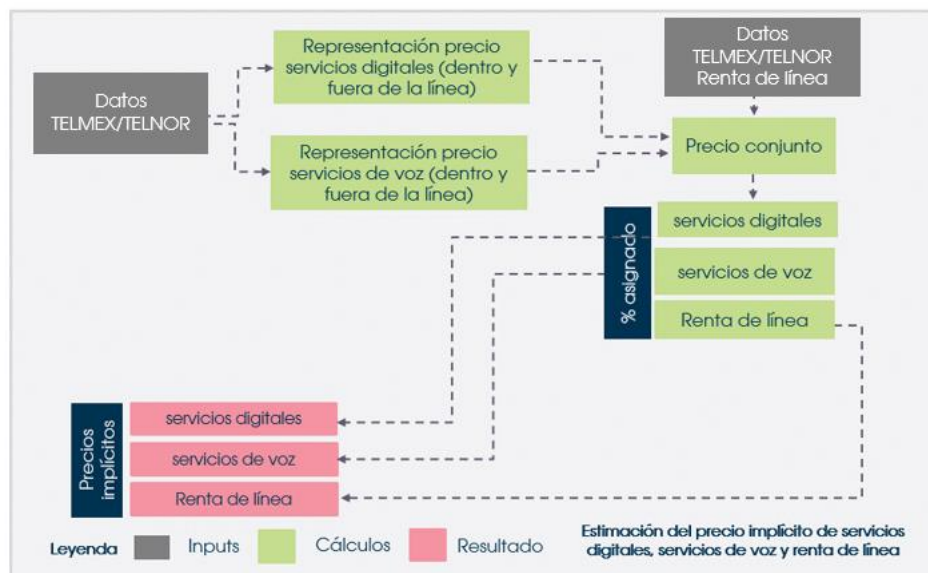 Datos
TELMEX/TELNOR
Representación precio
servicios digitales (dentro y
fuera de la línea)
Representación precio
servicios de voz (dentro y
fuera de la línea)
Datos
TELMEX/TELNOR
Renta de línea
Precio conjunto
% asignado
servicios digitales
servicios de voz
Renta de línea
Precios
implícitos
servicios digitales
servicios de voz
Renta de línea
Leyenda
Inputs
Cálculos
Resultado
Estimación del precio implícito de servicios
digitales, servicios de voz y renta de línea